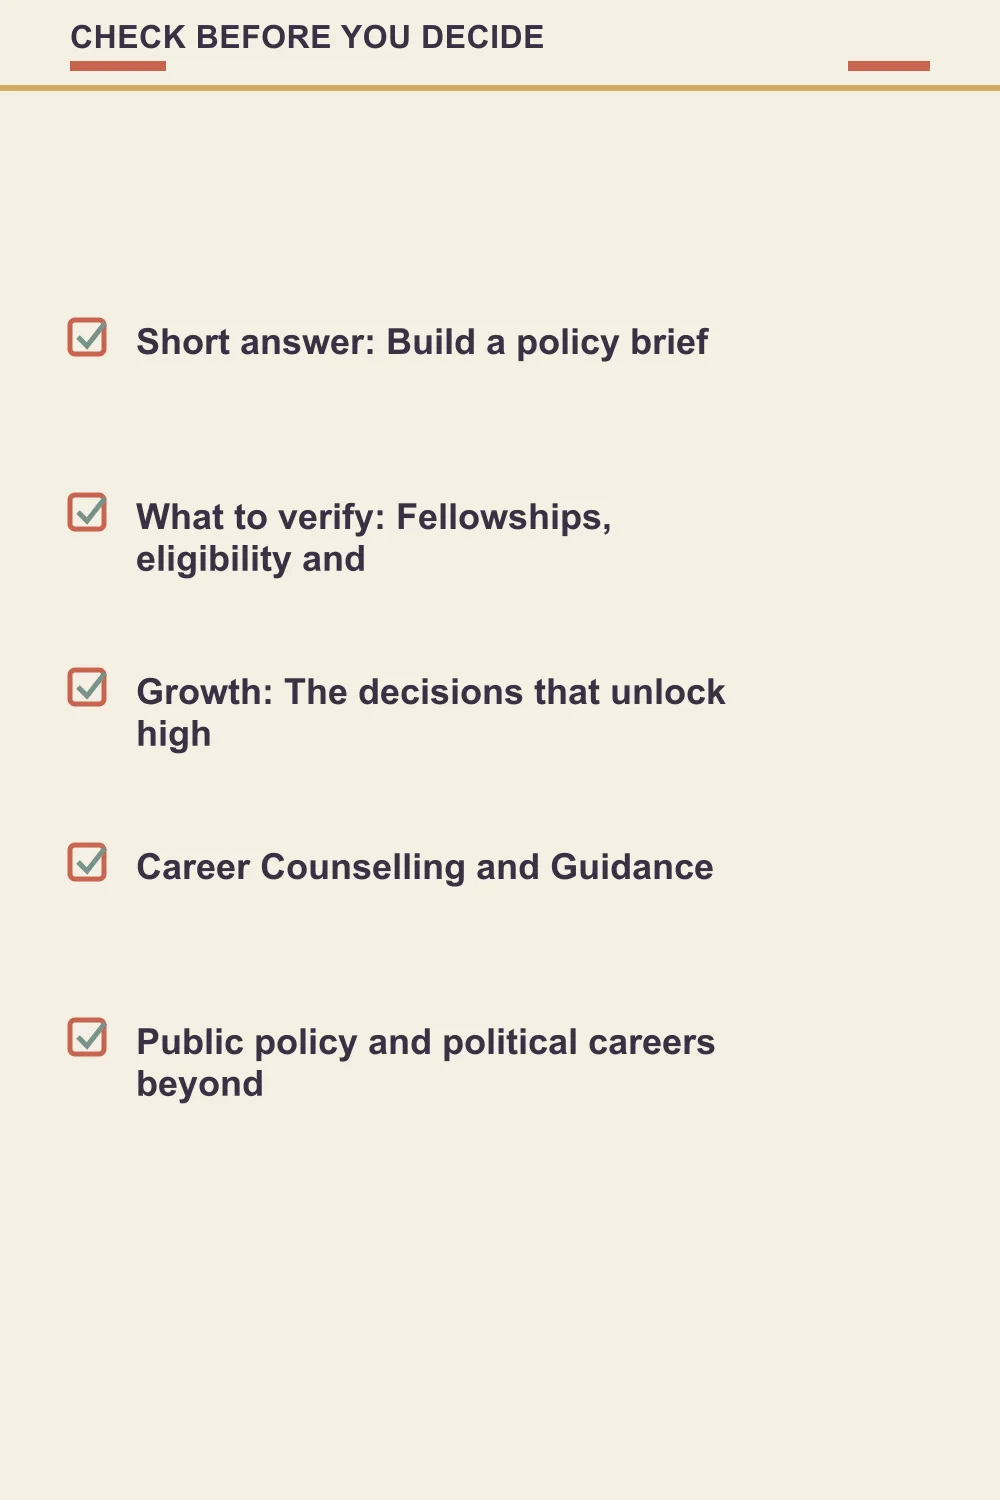 CHECK BEFORE YOU DECIDE
Short answer: Build a policy brief
What to verify: Fellowships,
eligibility and
Growth: The decisions that unlock
high
Career Counselling and Guidance
Public policy and political careers
beyond